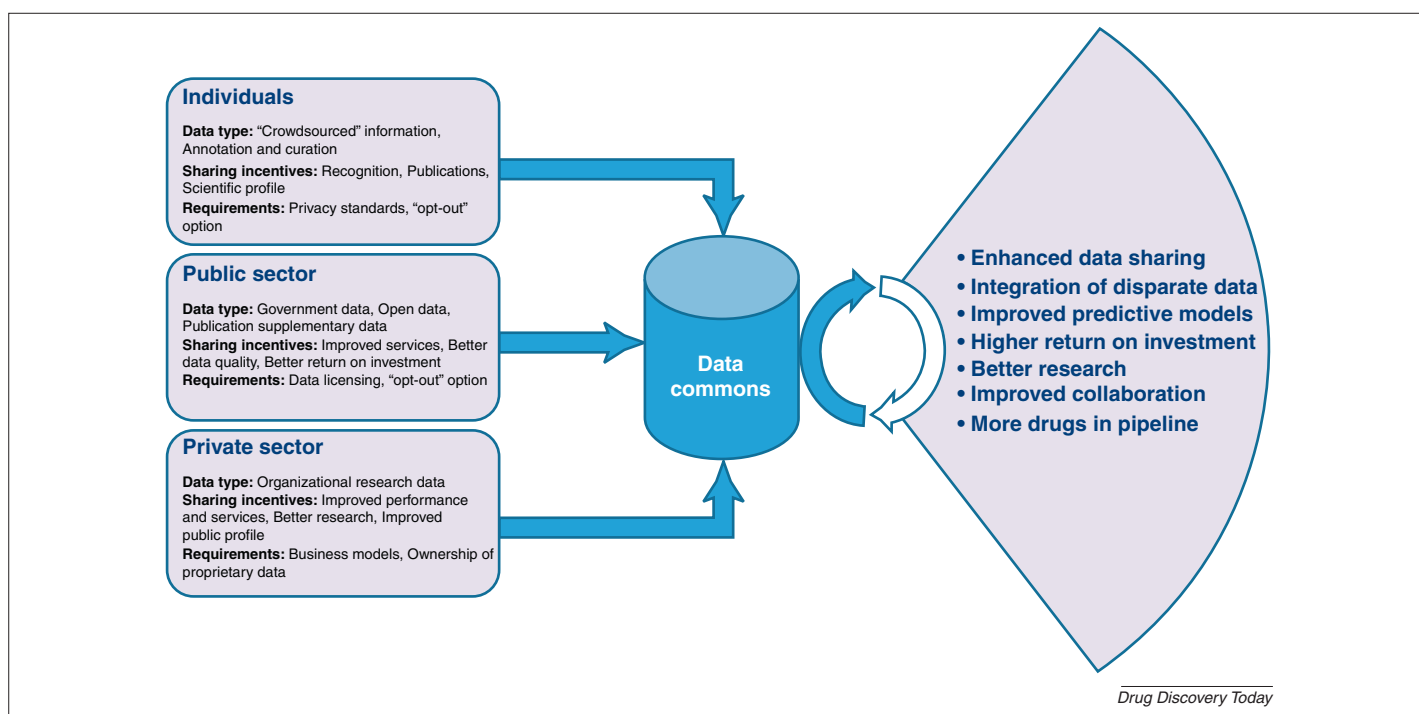 Individuals
Data type: “Crowdsourced” information,
Annotation and curation
Sharing incentives: Recognition, Publications,
Scientific profile
Requirements: Privacy standards, “opt-out”
option
Public sector
Data type: Government data, Open data,
Publication supplementary data
Sharing incentives: Improved services, Better
data quality, Better return on investment
Requirements: Data licensing, “opt-out” option
Private sector
Data type: Organizational research data
Sharing incentives: Improved performance
and services, Better research, Improved
public profile
Requirements: Business models, Ownership of
proprietary data
Data
commons
• Enhanced data sharing
• Integration of disparate data
• Improved predictive models
• Higher return on investment
• Better research
• Improved collaboration
• More drugs in pipeline
Drug Discovery Today